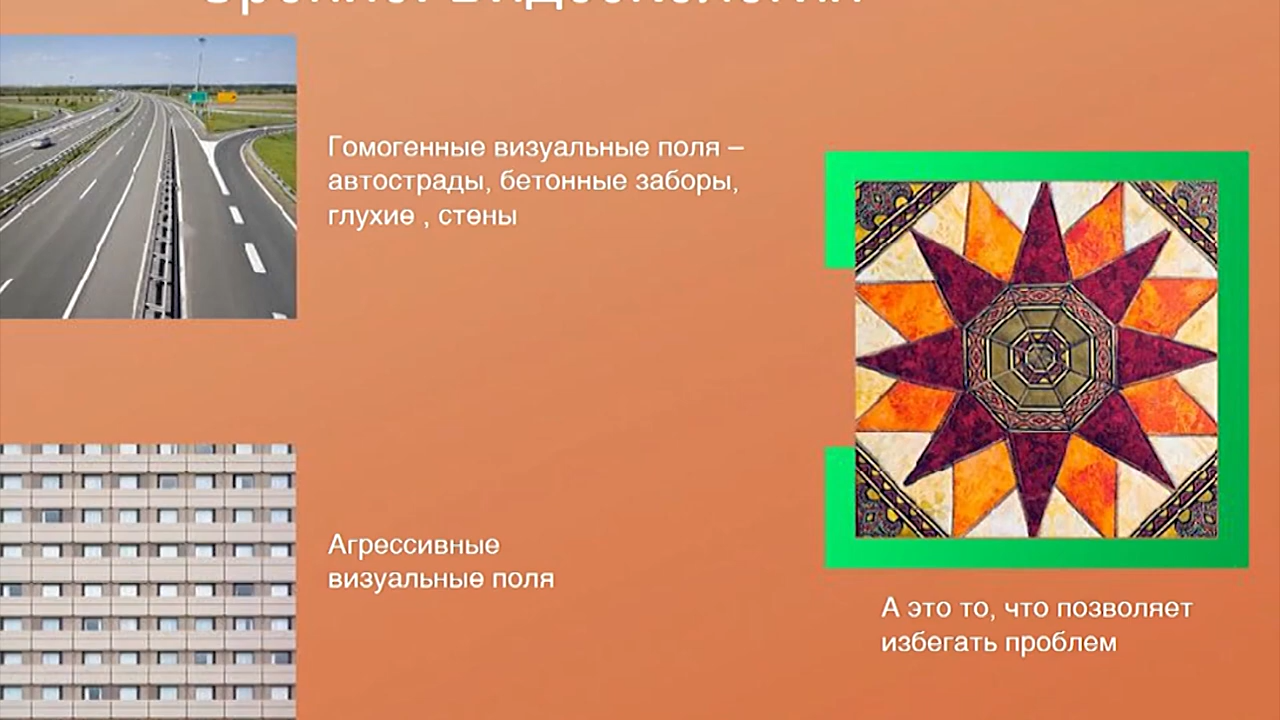 Гомогенные визуальные поля –
автострады, бетонные заборы,
глухие , стены
Агрессивные
визуальные поля
А это то, что позволяет
избегать проблем